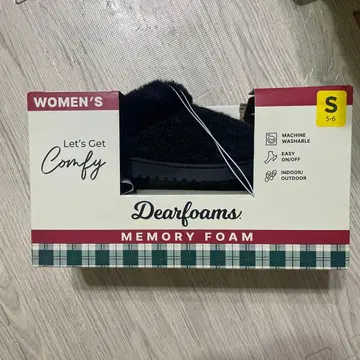 WOMEN'S
Let's Get
Comfy
S
5-6
MACHINE
WASHABLE
EASY
ON/OFF
INDOOR/
OUTDOOR
Dearfoams
MEMORY FOAM